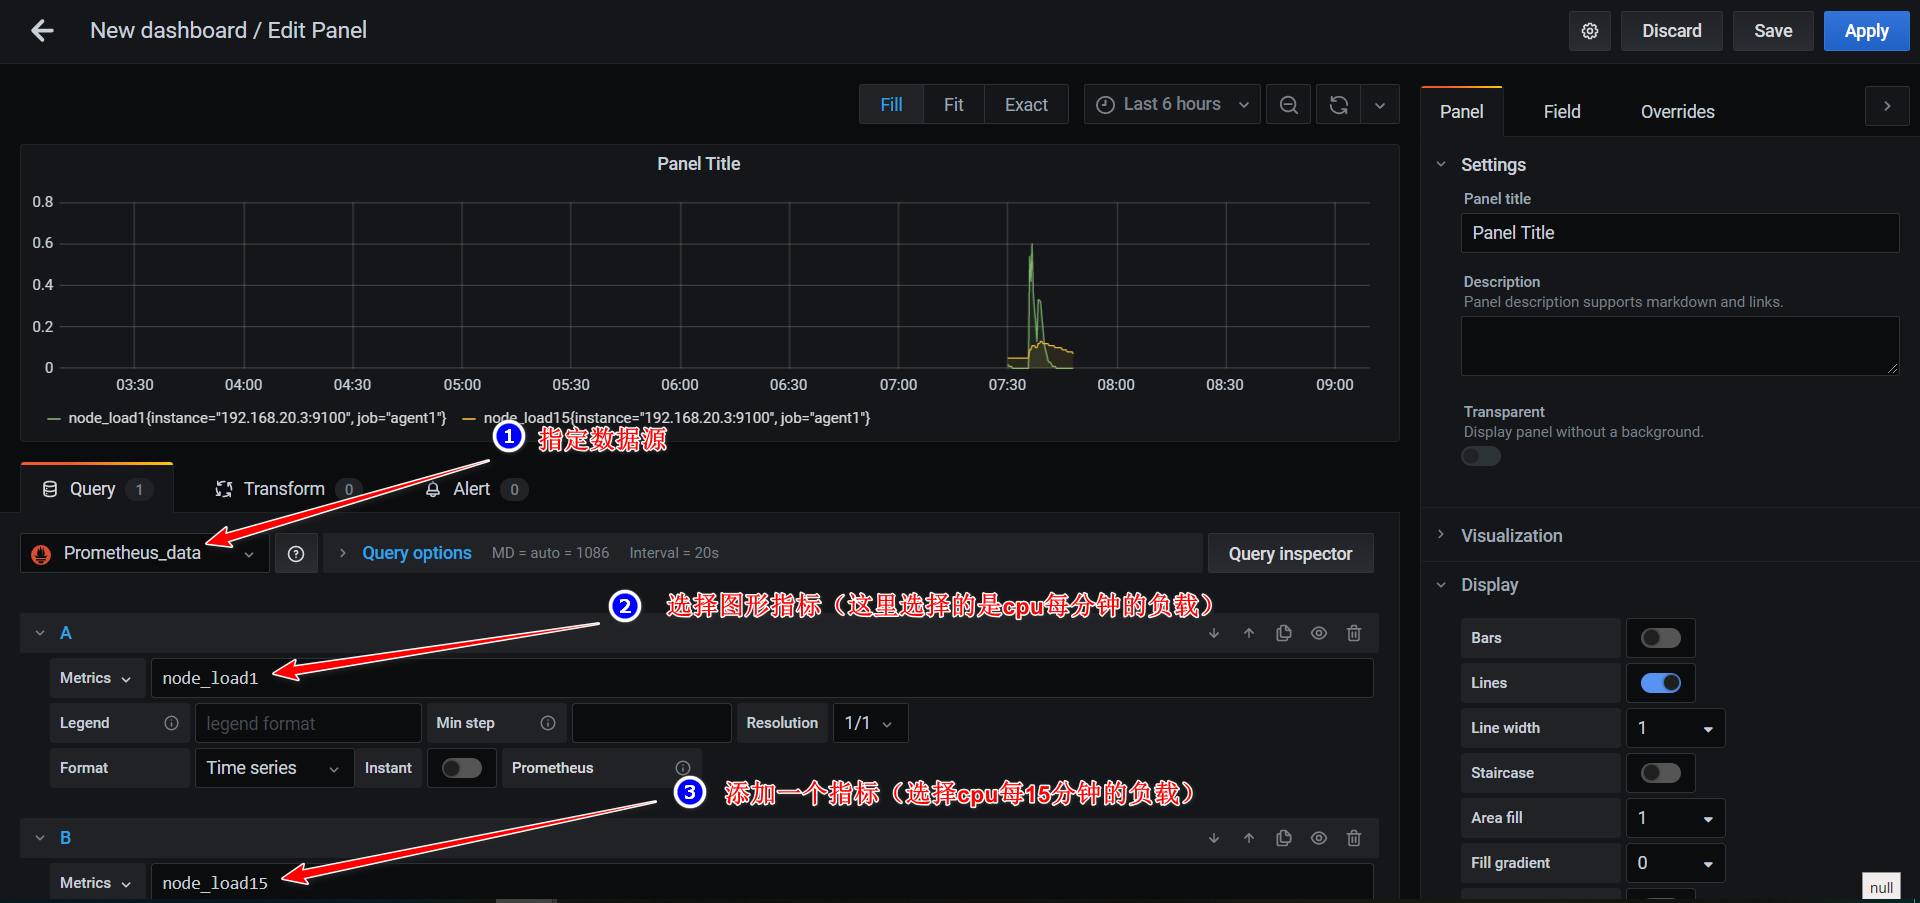 New dashboard / Edit Panel
Discard
Save
Apply
Fill
Fit
Exact
Last 6 hours
Panel
Field
Overrides
Panel Title
0.8
0.6
0.4
0.2
0
03:30
04:00
04:30
05:00
05:30
06:00
06:30
07:00
07:30
08:00
08:30
09:00
node_load1{instance="192.168.20.3:9100", job="agent1"}
node_load15{instance="192.168.20.3:9100", job="agent1"}
1 指定数据源
Query 1
Transform 0
Alert 0
Prometheus_data
Query options
MD = auto = 1086
Interval = 20s
Query inspector
2 选择图形指标（这里选择的是cpu每分钟的负载）
A
Metrics
node_load1
Legend
legend format
Min step
Resolution
1/1
Format
Time series
Instant
Prometheus
3 添加一个指标（选择cpu每15分钟的负载）
B
Metrics
node_load15
Settings
Panel title
Panel Title
Description
Panel description supports markdown and links.
Transparent
Display panel without a background.
Visualization
Display
Bars
Lines
Line width
1
Staircase
Area fill
1
Fill gradient
0
null